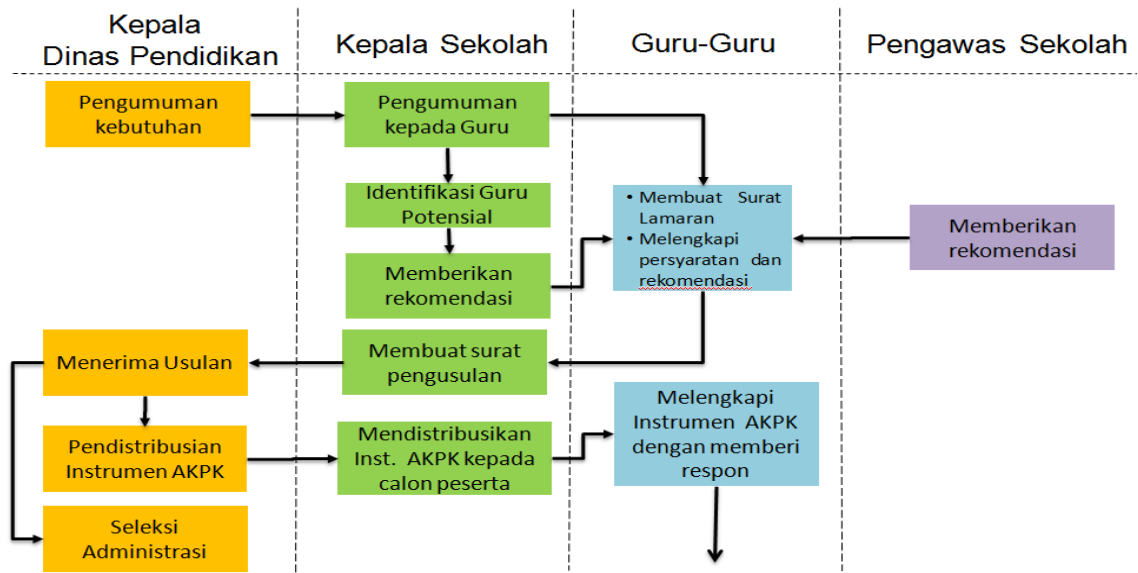 Kepala
Dinas Pendidikan
Kepala Sekolah
Guru-Guru
Pengawas Sekolah
Pengumuman
kebutuhan
Pengumuman
kepada Guru
Identifikasi Guru
Potensial
Memberikan
rekomendasi
• Membuat Surat
Lamaran
• Melengkapi
persyaratan dan
rekomendasi
Memberikan
rekomendasi
Menerima Usulan
Membuat surat
pengusulan
Pendistribusian
Instrumen AKPK
Mendistribusikan
Inst. AKPK kepada
calon peserta
Melengkapi
Instrumen AKPK
dengan memberi
respon
Seleksi
Administrasi